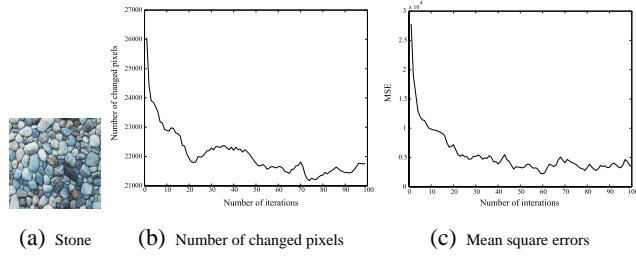 27000
26000
25000
24000
23000
22000
21000
0 10 20 30 40 50 60 70 80 90 100
Number of changed pixels
Number of iterations
x 10⁴
3
2.5
2
1.5
1
0.5
0
0 10 20 30 40 50 60 70 80 90 100
MSE
Number of interations
(a) Stone
(b) Number of changed pixels
(c) Mean square errors